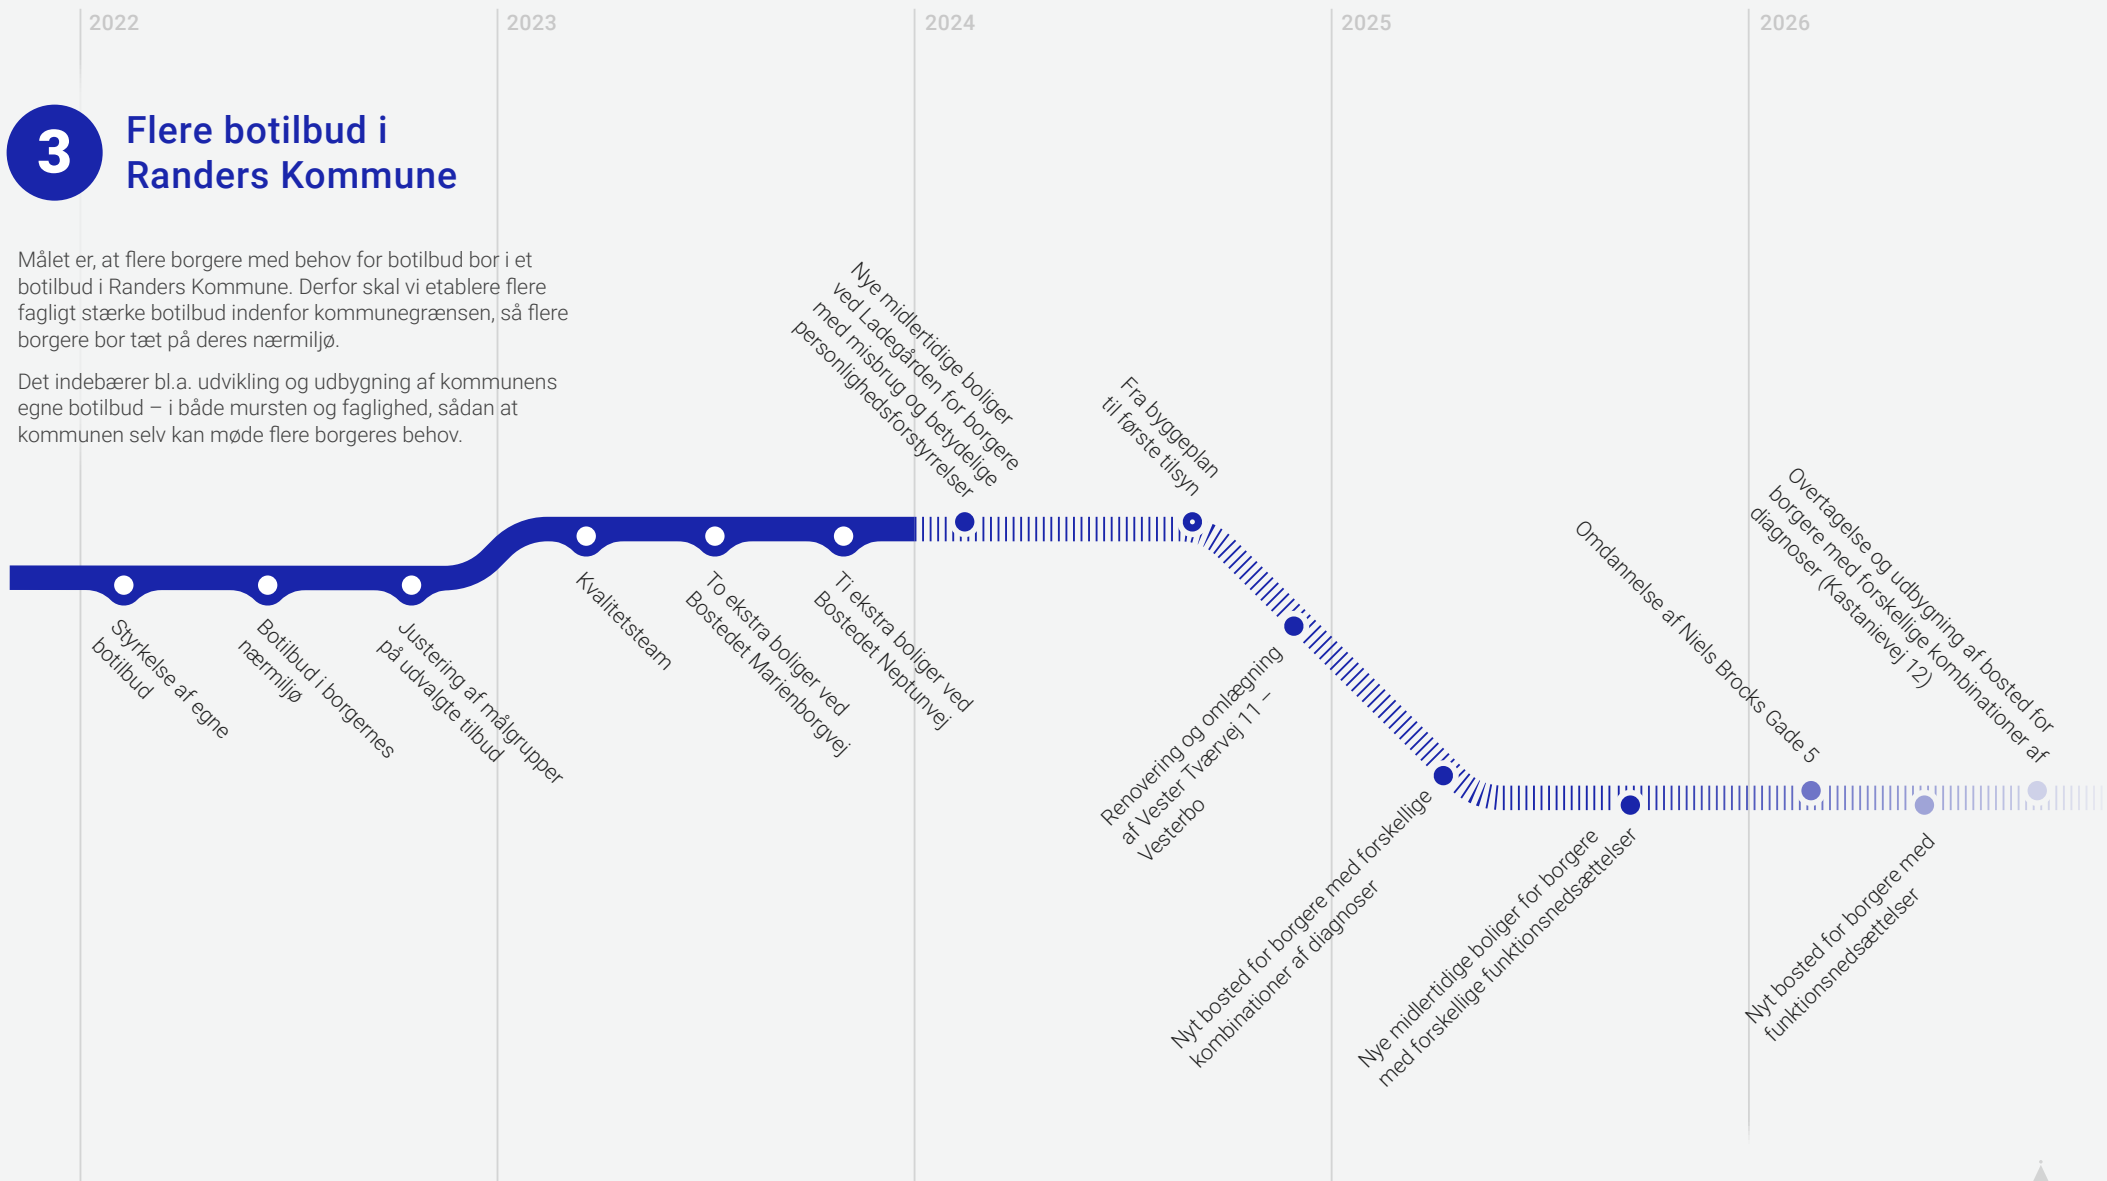 2022
2023
2024
2025
2026
3
Flere botilbud i
Randers Kommune
Målet er, at flere borgere med behov for botilbud bor i et
botilbud i Randers Kommune. Derfor skal vi etablere flere
fagligt stærke botilbud indenfor kommunegrænsen, så flere
borgere bor tæt på deres nærmiljø.
Det indebærer bl.a. udvikling og udbygning af kommunens
egne botilbud – i både mursten og faglighed, sådan at
kommunen selv kan møde flere borgeres behov.
Styrkelse af egne
botilbud
Botilbud i borgernes
nærmiljø
Justering af målgrupper
på udvalgte tilbud
Kvalitetsteam
To ekstra boliger ved
Bostedet Marienborgvej
Ti ekstra boliger ved
Bostedet Neptunvej
Nye midlertidige boliger
ved Ladegården for borgere
med misbrug og betydelige
personlighedsforstyrrelser
Fra byggeplan
til første tilsyn
Renovering og omlægning
af Vester Tværvej 11 –
Vesterbo
Nyt bosted for borgere med forskellige
kombinationer af diagnoser
Nye midlertidige boliger for borgere
med forskellige funktionsnedsættelser
Omdannelse af Niels Brocks Gade 5
Nyt bosted for borgere med
funktionsnedsættelser
Overtagelse og udbygning af bosted for
borgere med forskellige kombinationer af
diagnoser (Kastanievej 12)